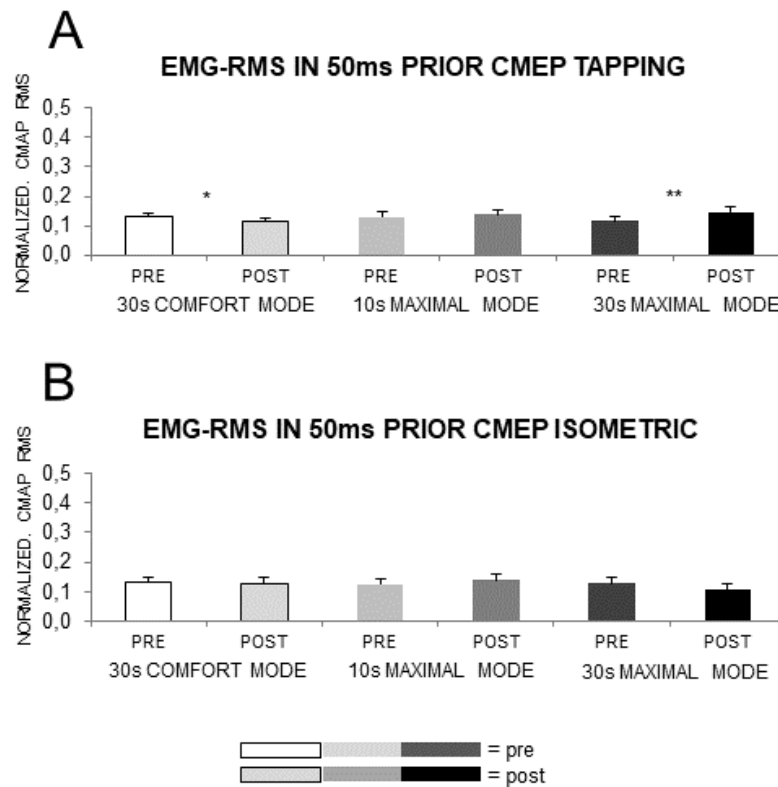 A
EMG-RMS IN 50ms PRIOR CMEP TAPPING
NORMALIZED. CMAP RMS
0,5
0,4
0,3
0,2
0,1
0,0
* **
PRE POST PRE POST PRE POST
30s COMFORT MODE 10s MAXIMAL MODE 30s MAXIMAL MODE
B
EMG-RMS IN 50ms PRIOR CMEP ISOMETRIC
NORMALIZED. CMAP RMS
0,5
0,4
0,3
0,2
0,1
0,0
PRE POST PRE POST PRE POST
30s COMFORT MODE 10s MAXIMAL MODE 30s MAXIMAL MODE
= pre
= post